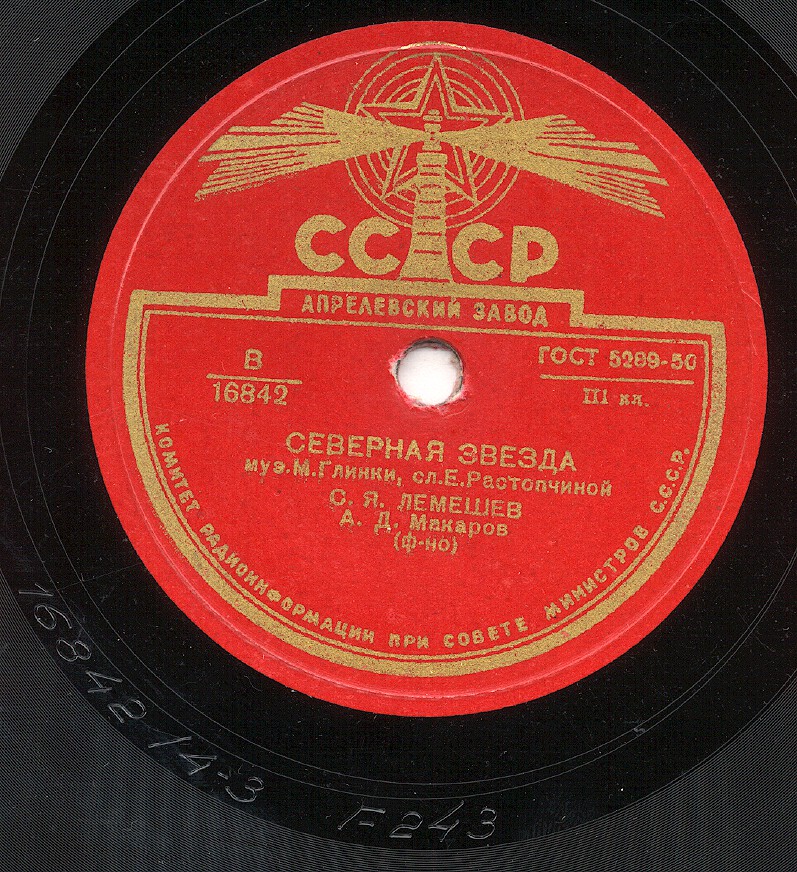 СССР
АПРЕЛЕВСКИЙ ЗАВОД
В
16842
ГОСТ 5289-50
III кл.
СЕВЕРНАЯ ЗВЕЗДА
муз. М. Глинки, сл. Е. Растопчиной
С. Я. ЛЕМЕШЕВ
А. Д. Макаров
(ф-но)
КОМИТЕТ РАДИОИНФОРМАЦИИ ПРИ СОВЕТЕ МИНИСТРОВ С.С.С.Р.
16842 / 4-3
F 243